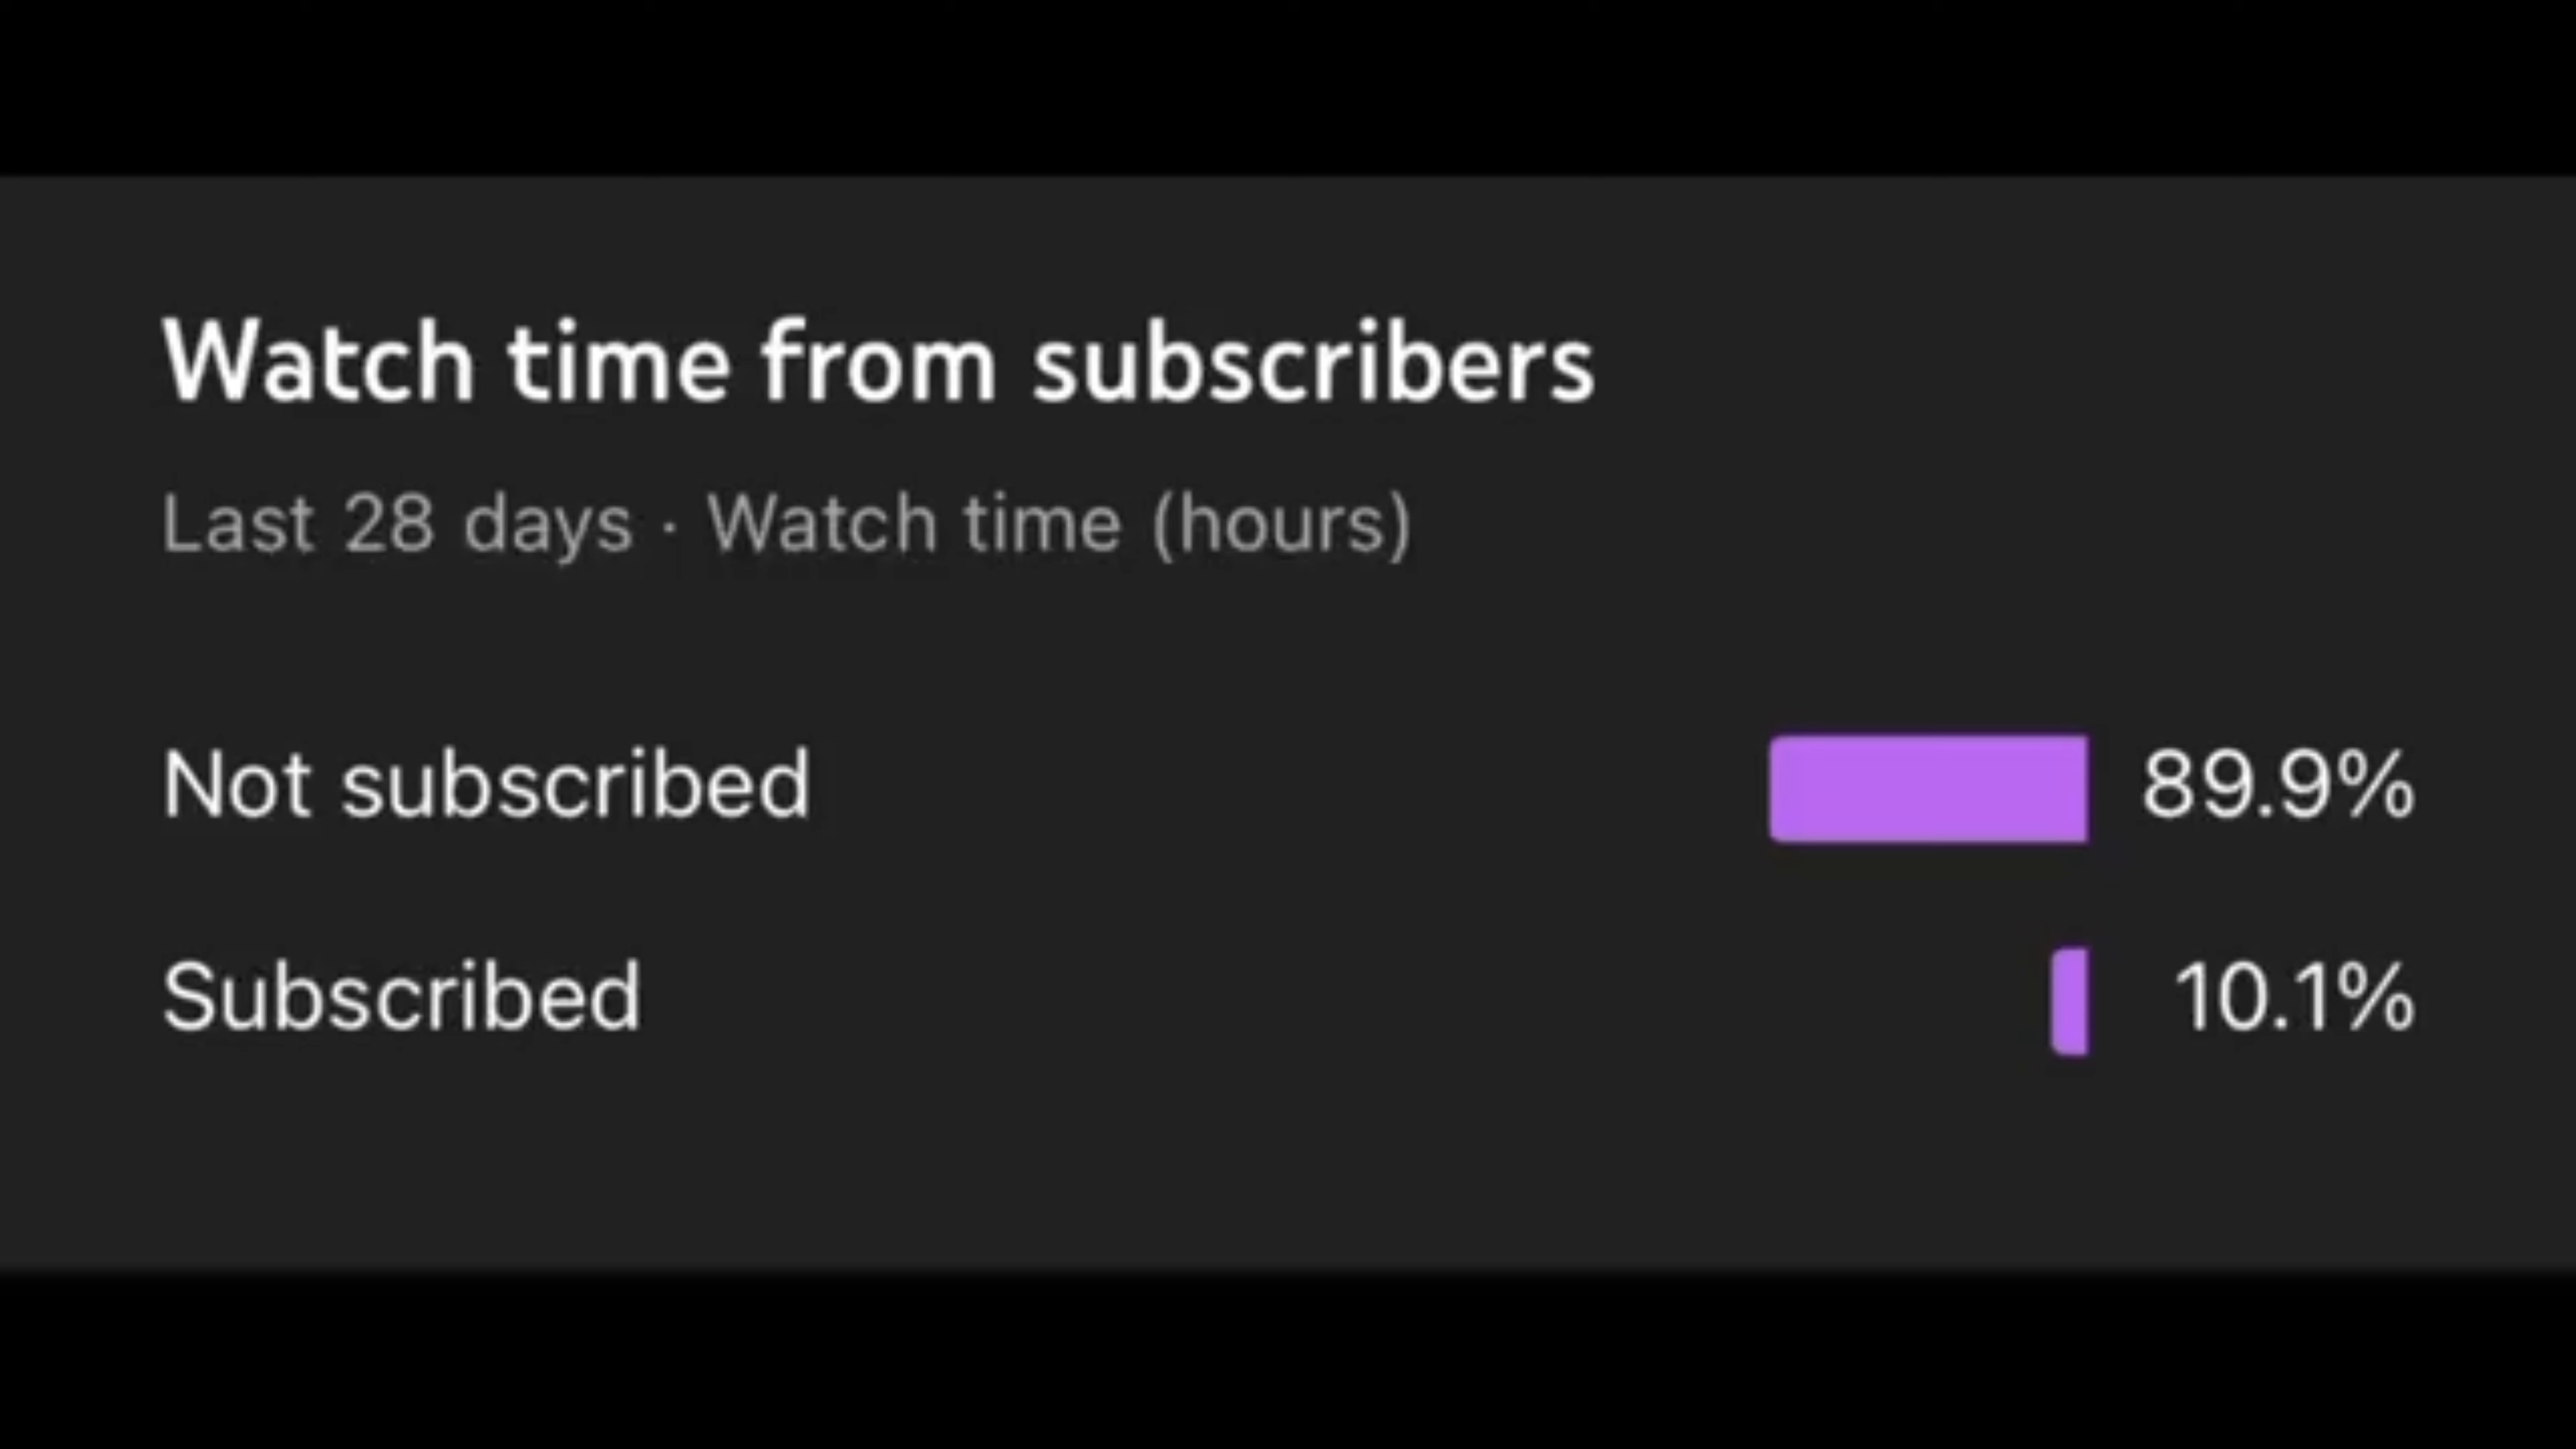 Watch time from subscribers
Last 28 days · Watch time (hours)
Not subscribed 89.9%
Subscribed 10.1%